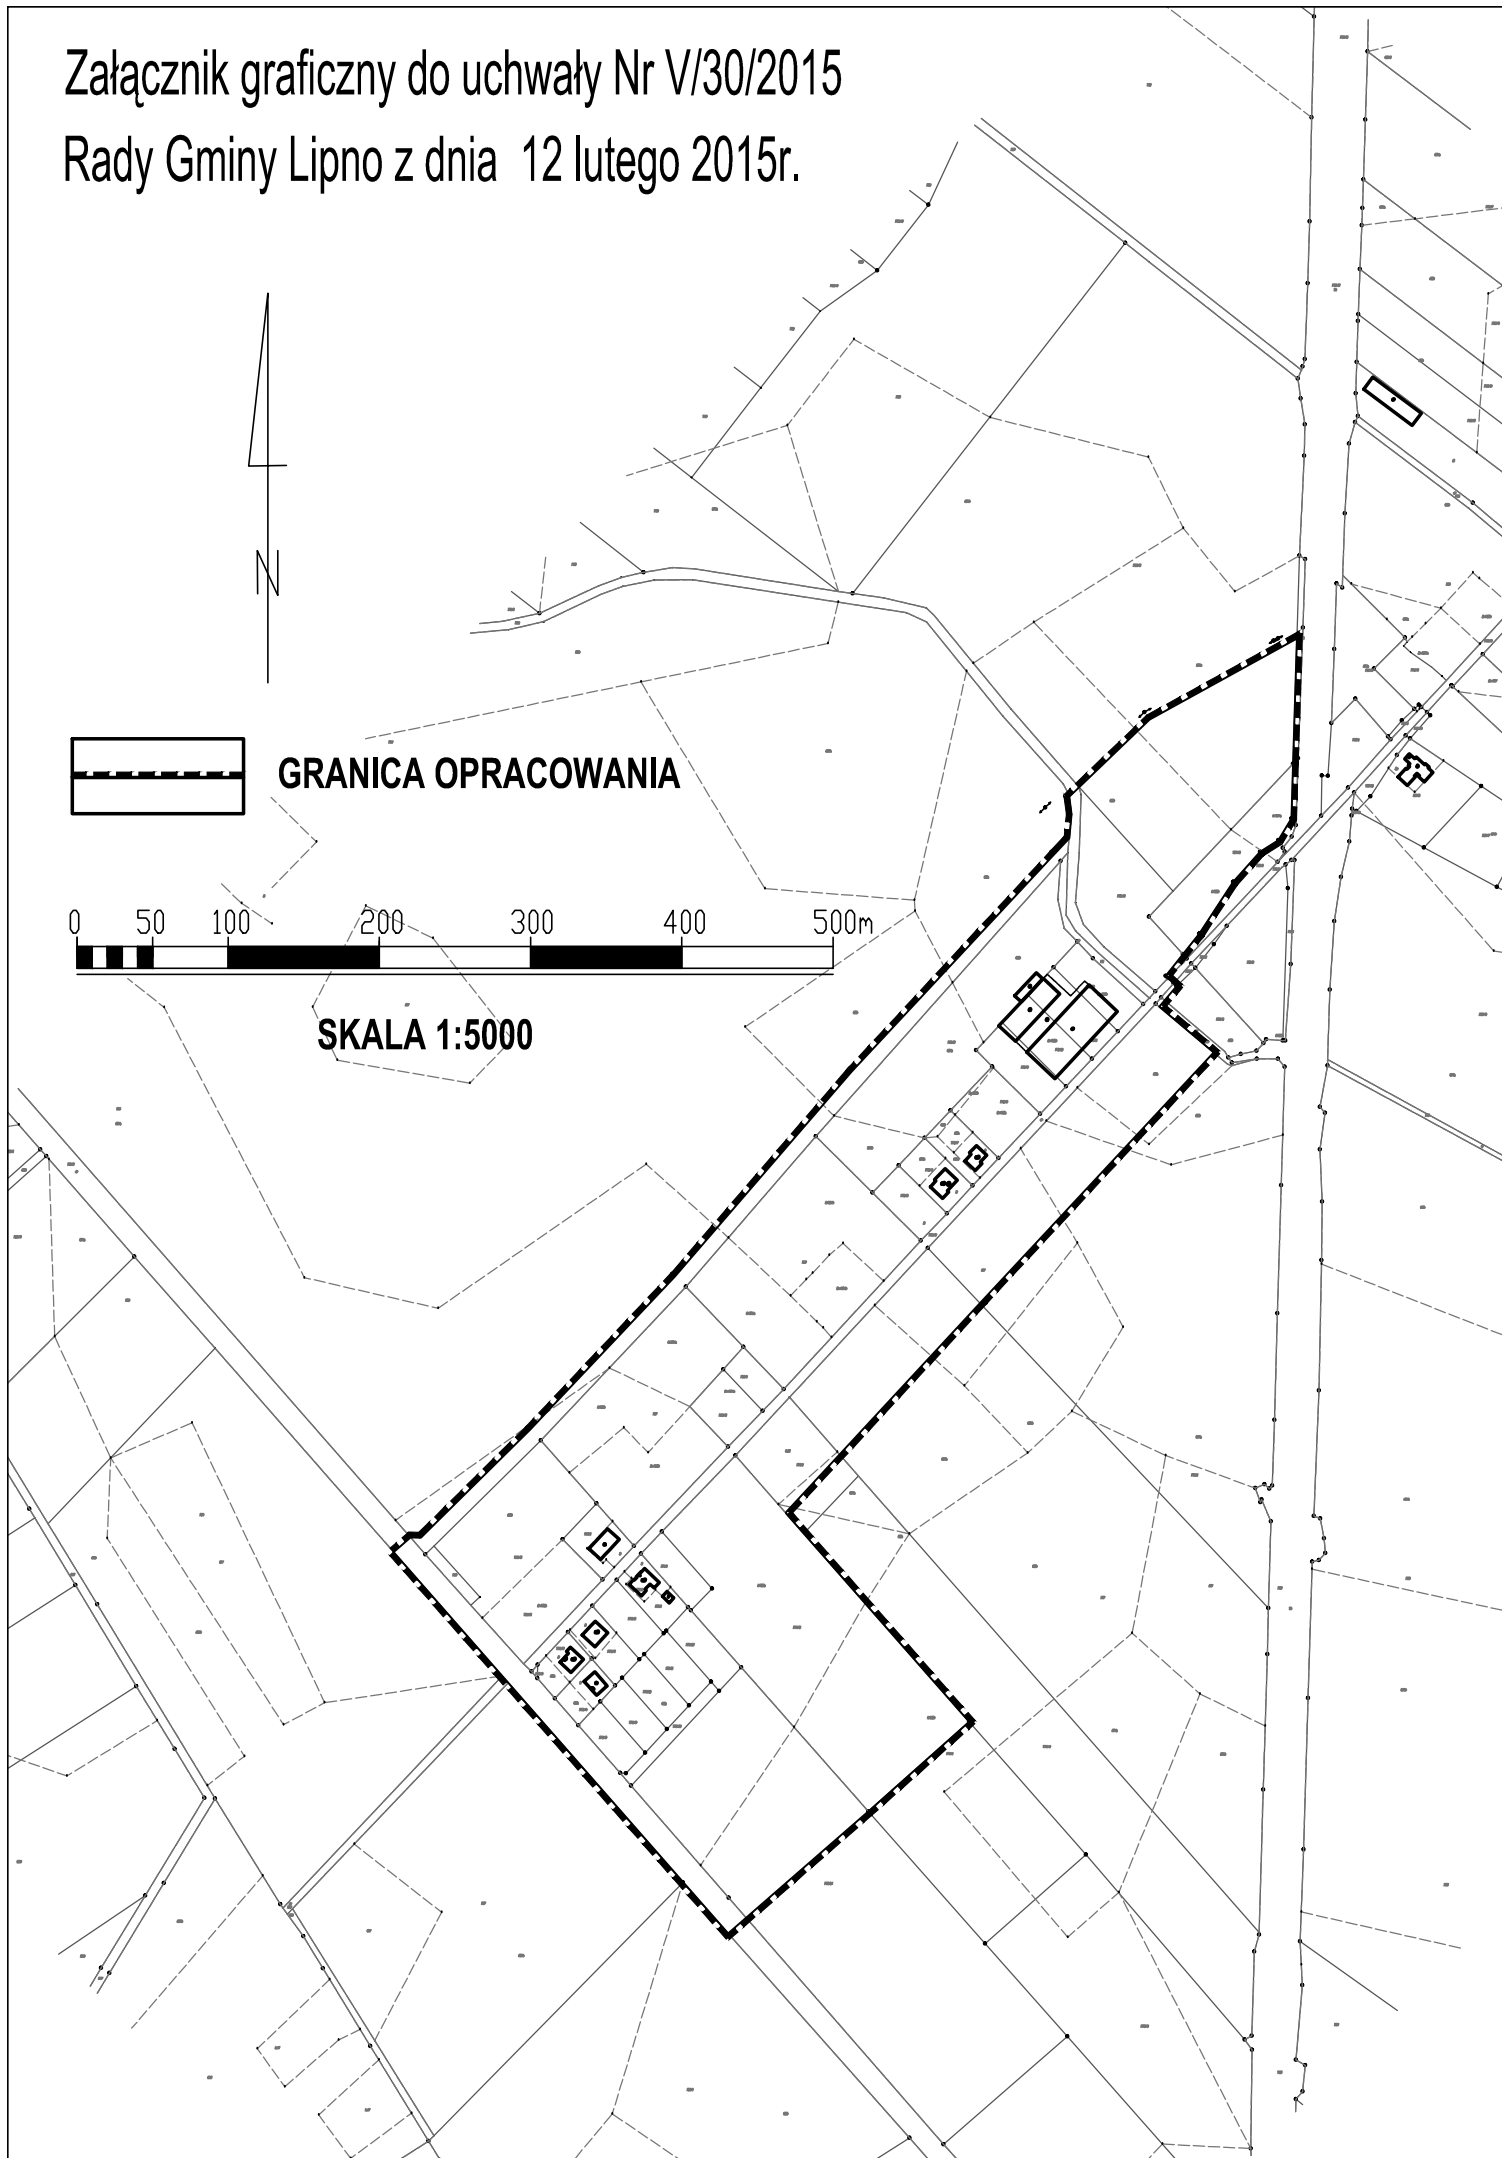 Załącznik graficzny do uchwały Nr V/30/2015
Rady Gminy Lipno z dnia 12 lutego 2015r.
N
GRANICA OPRACOWANIA
0 50 100 200 300 400 500m
SKALA 1:5000